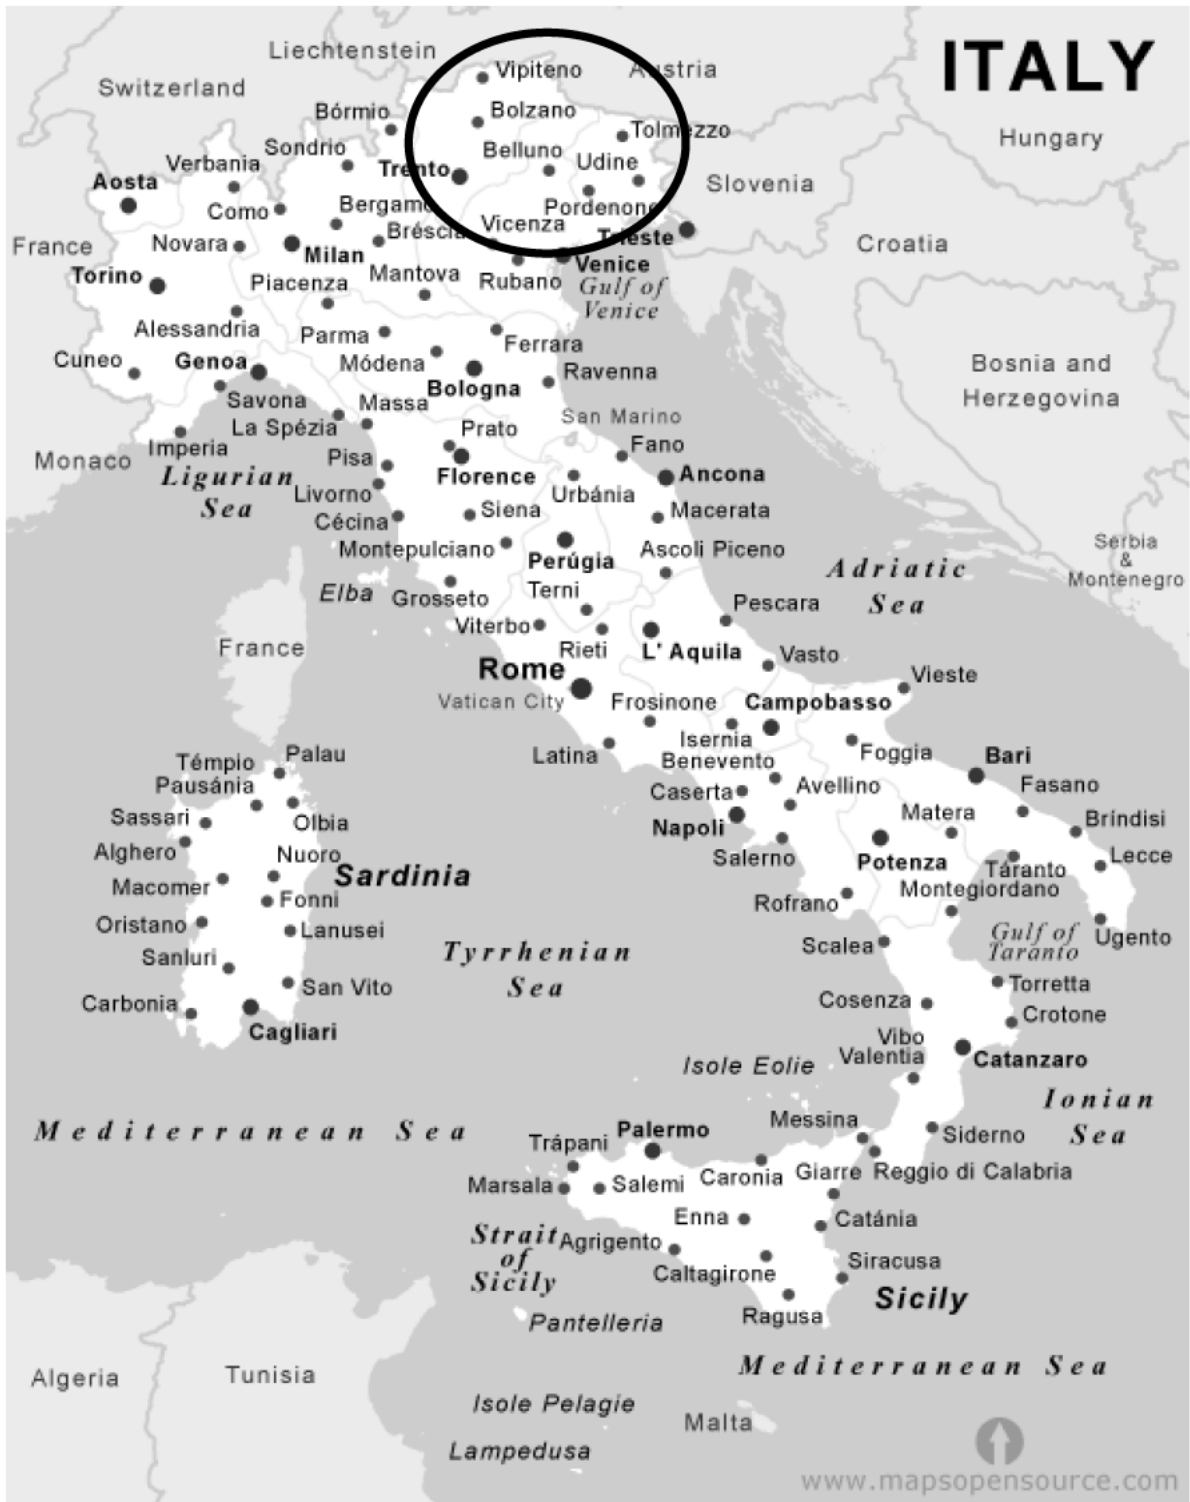 ITALY
Liechtenstein
Austria
Vipiteno
Switzerland
Bórmio
Bolzano
Tolmezzo
Hungary
Sondrio
Belluno
Udine
Verbania
Trento
Aosta
Slovenia
Como
Bergamo
Pordenone
Vicenza
France
Novara
Bréscia
Trieste
Croatia
Milan
Venice
Torino
Piacenza
Mantova
Rubano
Gulf of
Venice
Alessandria
Parma
Ferrara
Cuneo
Genoa
Módena
Bologna
Ravenna
Bosnia and
Herzegovina
Savona
Massa
La Spézia
San Marino
Prato
Fano
Imperia
Monaco
Pisa
Florence
Ancona
Ligurian
Sea
Livorno
Urbánia
Cécina
Siena
Macerata
Montepulciano
Perúgia
Ascoli Piceno
Serbia
&
Montenegro
Adriatic
Sea
Elba
Grosseto
Terni
Pescara
Viterbo
Rieti
L' Aquila
Vasto
France
Rome
Vatican City
Frosinone
Campobasso
Vieste
Isernia
Latina
Benevento
Foggia
Bari
Palau
Témpio
Pausánia
Caserta
Avellino
Fasano
Sassari
Olbia
Napoli
Matera
Brindisi
Alghero
Nuoro
Salerno
Potenza
Táranto
Lecce
Sardinia
Macomer
Fonni
Rofrano
Montegiordano
Oristano
Lanusei
Gulf of
Taranto
Ugento
Scalea
Sanluri
Tyrrhenian
Sea
San Vito
Torretta
Carbonia
Cosenza
Crotone
Cagliari
Vibo
Valentia
Catanzaro
Isole Eolie
Ionian
Sea
Mediterranean Sea
Messina
Siderno
Trápani
Palermo
Caronia
Giarre
Reggio di Calabria
Marsala
Salemi
Enna
Catánia
Strait
of
Sicily
Agrigento
Caltagirone
Siracusa
Sicily
Ragusa
Pantelleria
Algeria
Tunisia
Mediterranean Sea
Isole Pelagie
Malta
Lampedusa
www.mapsopensource.com